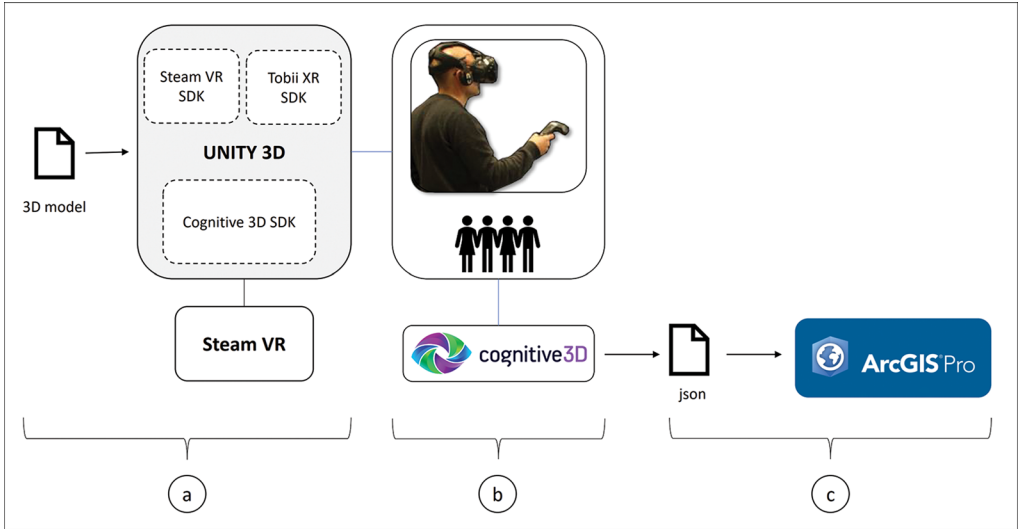 Steam VR
SDK
Tobii XR
SDK
UNITY 3D
3D model
Cognitive 3D SDK
Steam VR
cognitive3D
json
ArcGIS® Pro
a
b
c